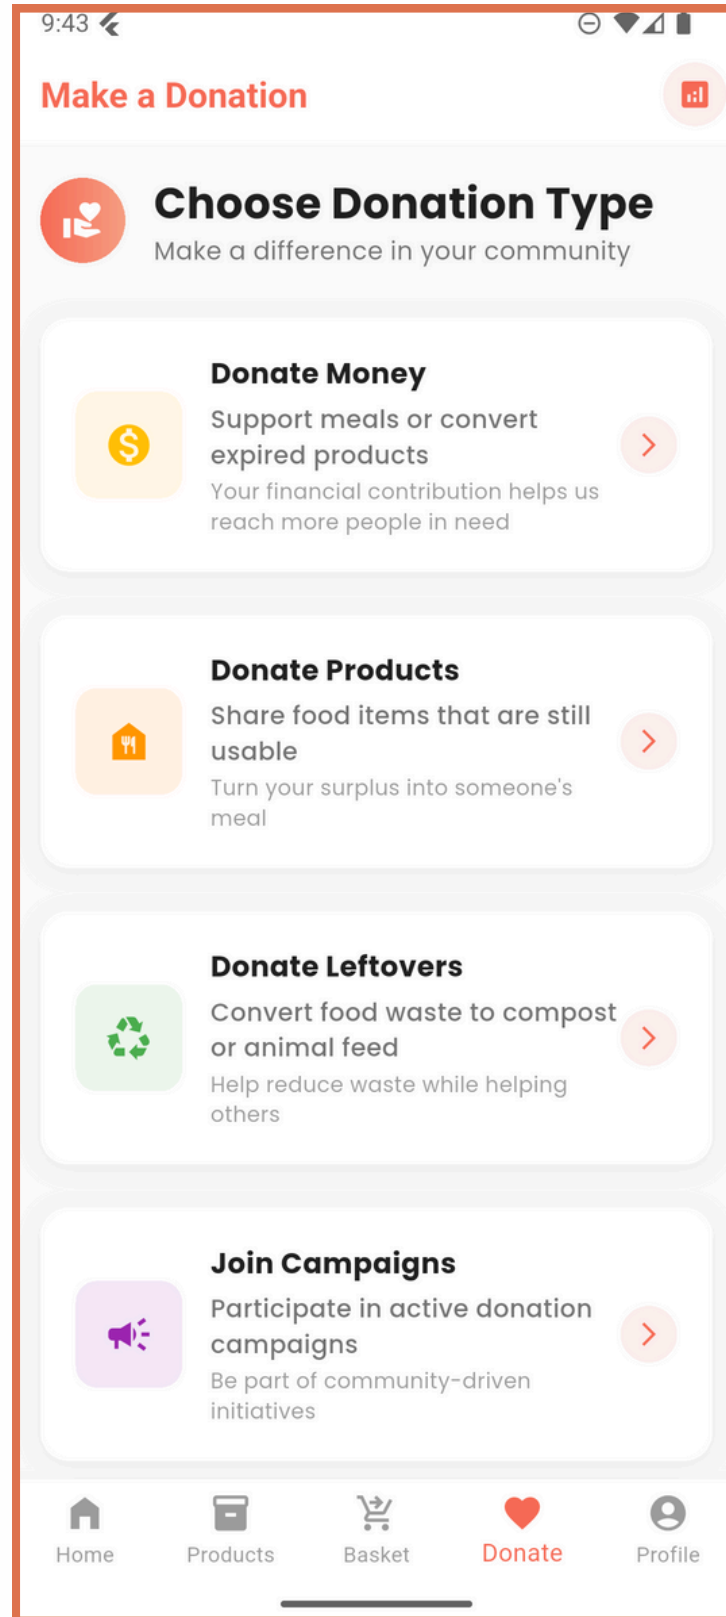 9:43
Make a Donation
Choose Donation Type
Make a difference in your community
Donate Money
Support meals or convert
expired products
Your financial contribution helps us
reach more people in need
Donate Products
Share food items that are still
usable
Turn your surplus into someone's
meal
Donate Leftovers
Convert food waste to compost
or animal feed
Help reduce waste while helping
others
Join Campaigns
Participate in active donation
campaigns
Be part of community-driven
initiatives
Home Products Basket Donate Profile